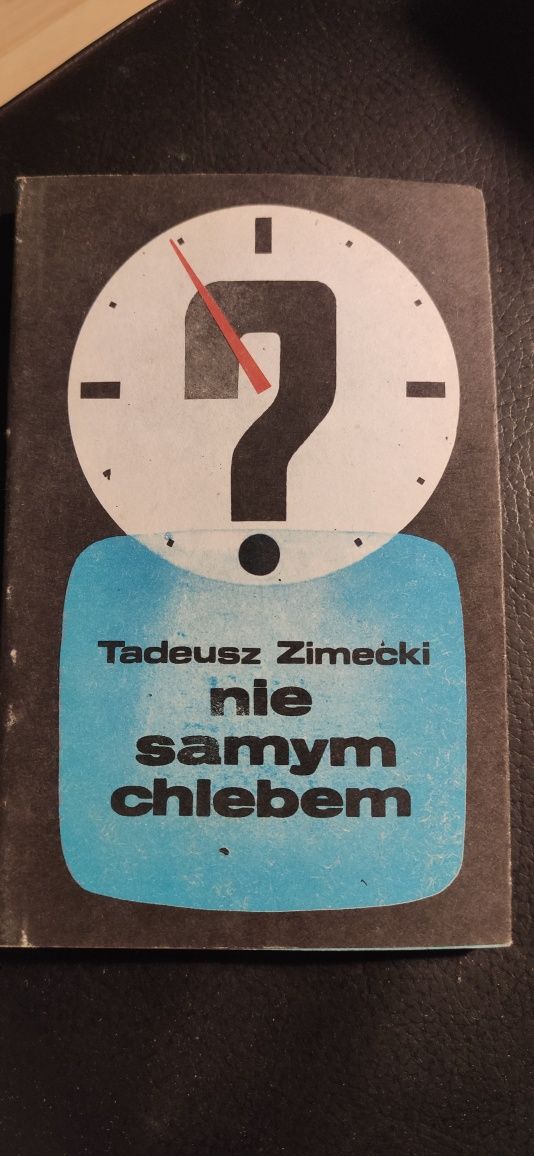 ?
Tadeusz Zimecki
nie
samym
chlebem